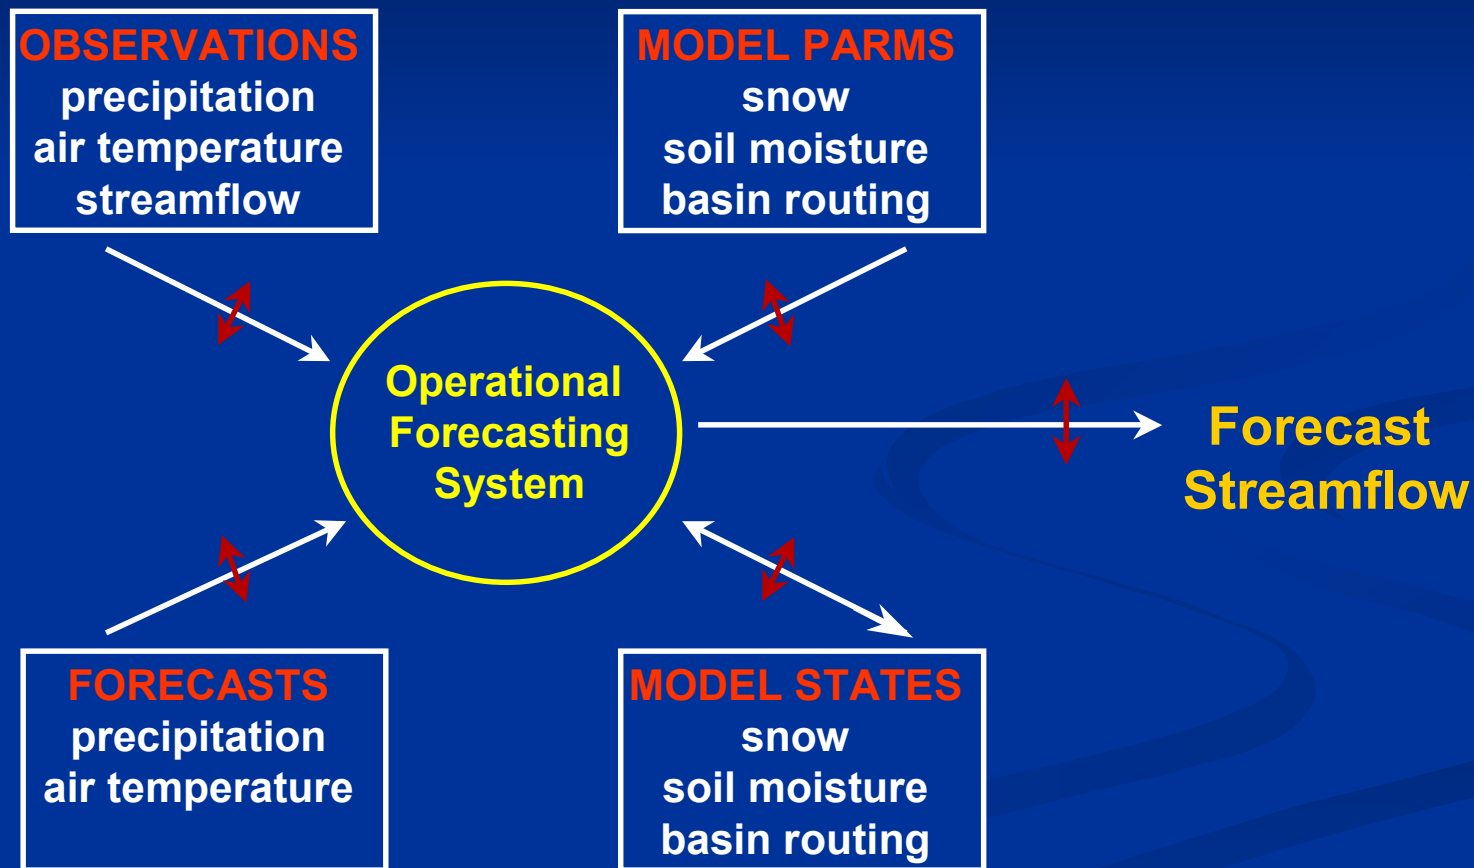 OBSERVATIONS
precipitation
air temperature
streamflow
MODEL PARMS
snow
soil moisture
basin routing
Operational
Forecasting
System
Forecast
Streamflow
FORECASTS
precipitation
air temperature
MODEL STATES
snow
soil moisture
basin routing